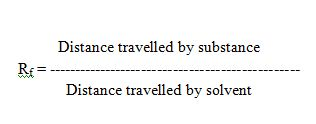 Distance travelled by substance
Rf = --------------------------------------------------
Distance travelled by solvent